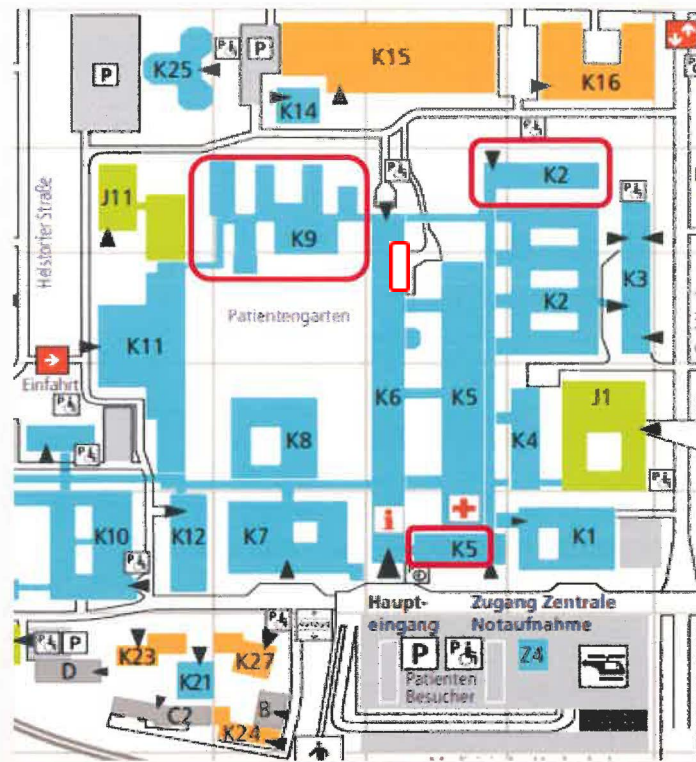 K25
P
P
K15
K16
K14
K2
J11
K9
Helstorfer Straße
K3
K2
Patientengarten
K11
Einfahrt
K6
K5
J1
K8
K4
K10
K12
K7
K5
K1
Haupt-
eingang
Zugang Zentrale
Notaufnahme
P
K23
K27
P
Z4
D
K21
Patienten
Besucher
C2
B
K24